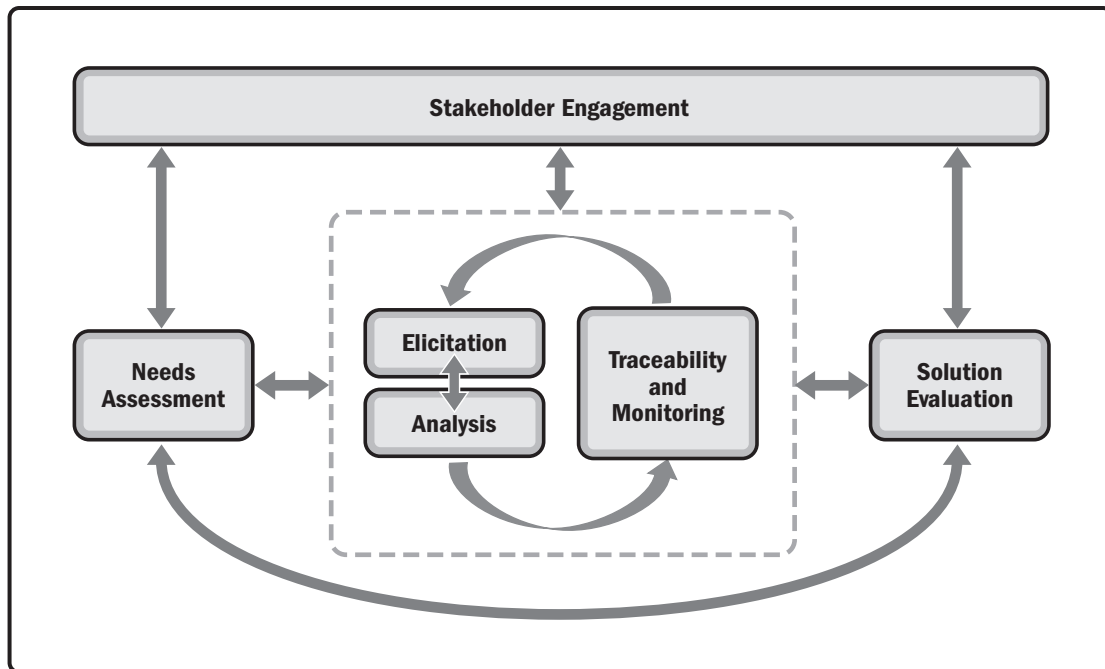 Stakeholder Engagement
Needs
Assessment
Elicitation
Analysis
Traceability
and
Monitoring
Solution
Evaluation